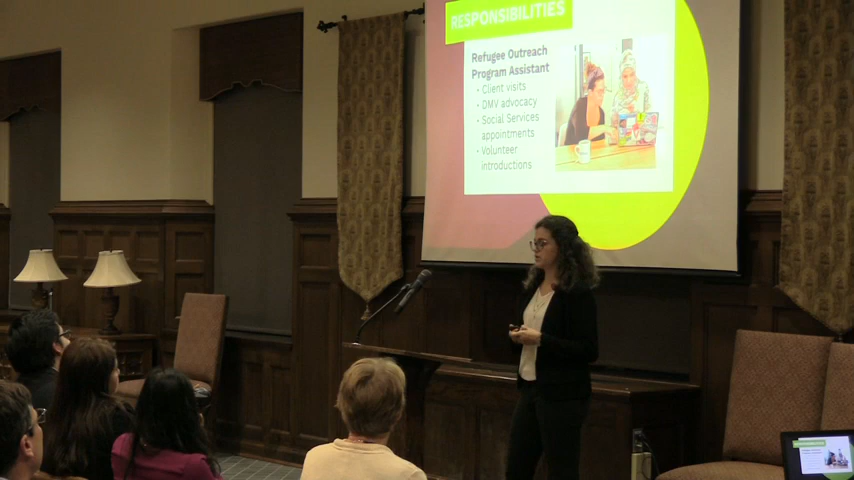 RESPONSIBILITIES
Refugee Outreach
Program Assistant
- Client visits
- DMV advocacy
- Social Services
appointments
- Volunteer
introductions